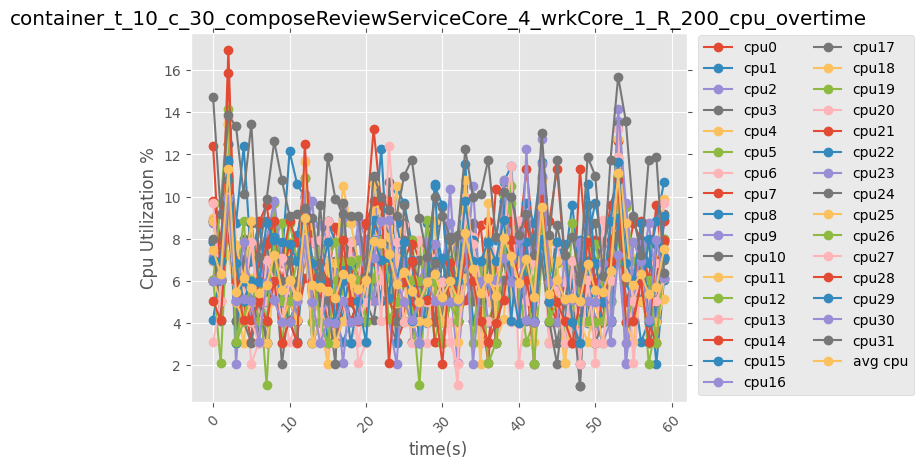 container_t_10_c_30_composeReviewServiceCore_4_wrkCore_1_R_200_cpu_overtime
Cpu Utilization %
16
14
12
10
8
6
4
2
0
10
20
30
40
50
60
time(s)
cpu0
cpu1
cpu2
cpu3
cpu4
cpu5
cpu6
cpu7
cpu8
cpu9
cpu10
cpu11
cpu12
cpu13
cpu14
cpu15
cpu16
cpu17
cpu18
cpu19
cpu20
cpu21
cpu22
cpu23
cpu24
cpu25
cpu26
cpu27
cpu28
cpu29
cpu30
cpu31
avg cpu